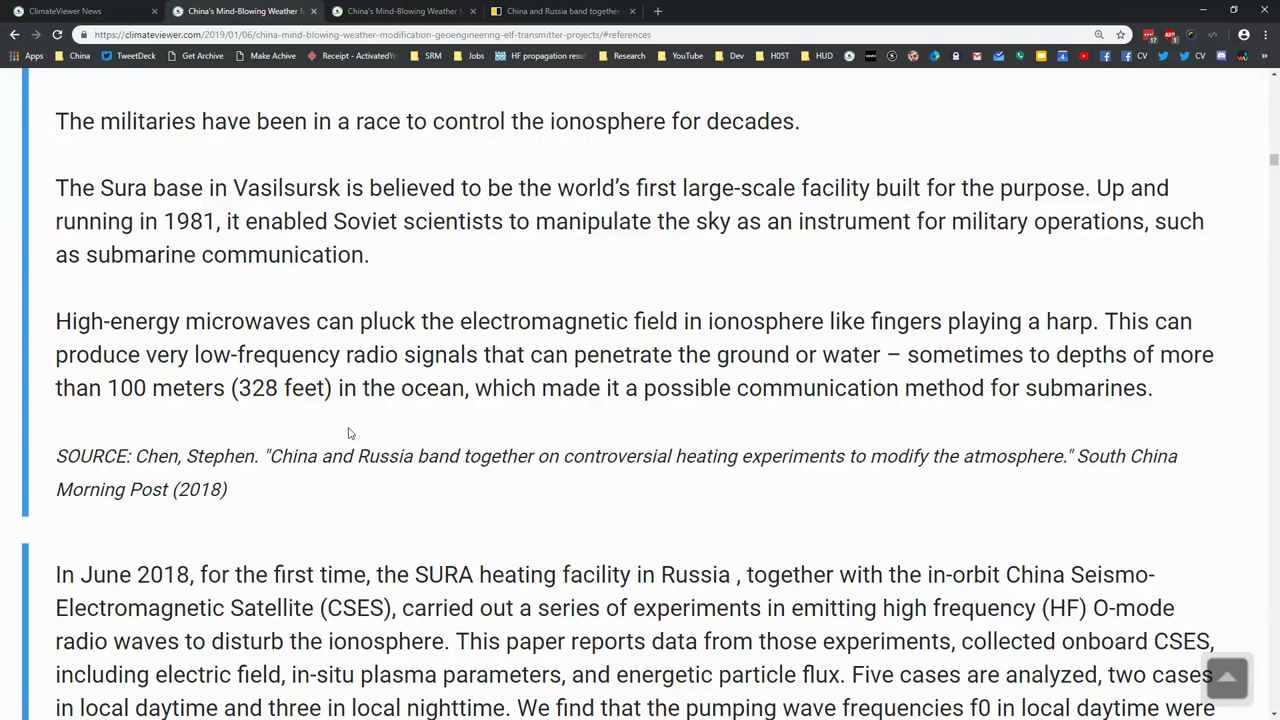 ClimateViewer News
China's Mind-Blowing Weather M
China's Mind-Blowing Weather M
China and Russia band together
https://climateviewer.com/2019/01/06/china-mind-blowing-weather-modification-geoengineering-elf-transmitter-projects/#references
Apps China TweetDeck Get Archive Make Achive Receipt - ActivatedY SRM Jobs HF propagation resu Research YouTube Dev H05T HUD CV CV
The militaries have been in a race to control the ionosphere for decades.
The Sura base in Vasilsursk is believed to be the world's first large-scale facility built for the purpose. Up and
running in 1981, it enabled Soviet scientists to manipulate the sky as an instrument for military operations, such
as submarine communication.
High-energy microwaves can pluck the electromagnetic field in ionosphere like fingers playing a harp. This can
produce very low-frequency radio signals that can penetrate the ground or water – sometimes to depths of more
than 100 meters (328 feet) in the ocean, which made it a possible communication method for submarines.
SOURCE: Chen, Stephen. "China and Russia band together on controversial heating experiments to modify the atmosphere." South China
Morning Post (2018)
In June 2018, for the first time, the SURA heating facility in Russia , together with the in-orbit China Seismo-
Electromagnetic Satellite (CSES), carried out a series of experiments in emitting high frequency (HF) O-mode
radio waves to disturb the ionosphere. This paper reports data from those experiments, collected onboard CSES,
including electric field, in-situ plasma parameters, and energetic particle flux. Five cases are analyzed, two cases
in local daytime and three in local nighttime. We find that the pumping wave frequencies f0 in local daytime were